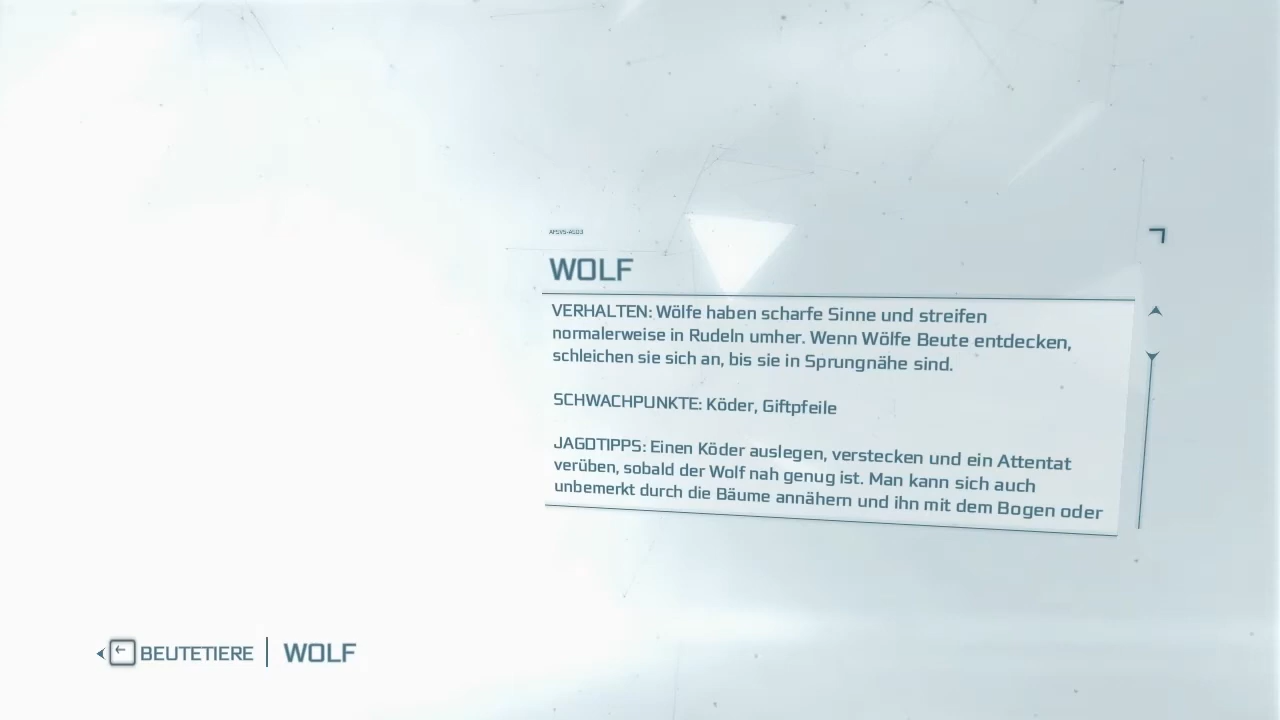 WOLF
VERHALTEN: Wölfe haben scharfe Sinne und streifen
normalerweise in Rudeln umher. Wenn Wölfe Beute entdecken,
schleichen sie sich an, bis sie in Sprungnähe sind.
SCHWACHPUNKTE: Köder, Giftpfeile
JAGDTIPPS: Einen Köder auslegen, verstecken und ein Attentat
verüben, sobald der Wolf nah genug ist. Man kann sich auch
unbemerkt durch die Bäume annähern und ihn mit dem Bogen oder
BEUTETIERE WOLF